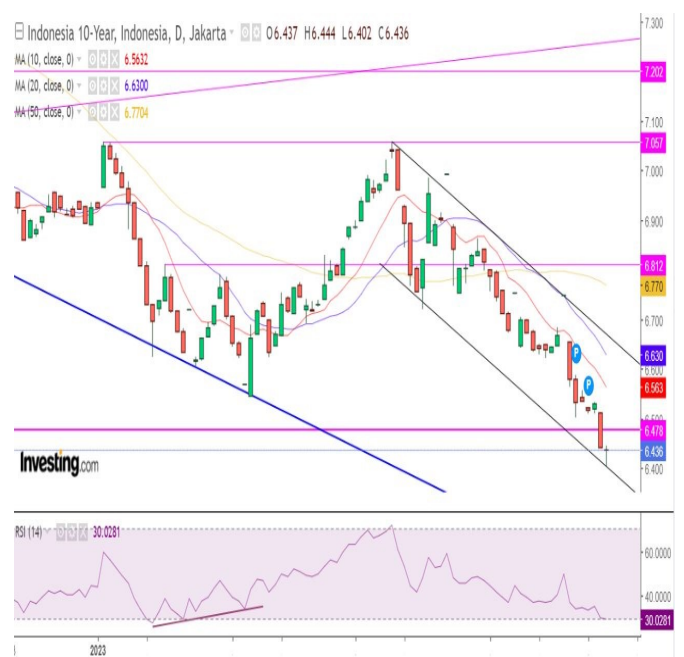 Indonesia 10-Year, Indonesia, D, Jakarta O6.437 H6.444 L6.402 C6.436
MA (10, close, 0) 6.5632
MA (20, close, 0) 6.6300
MA (50, close, 0) 6.7704
7.300
7.202
7.100
7.057
7.000
6.900
6.812
6.770
6.700
6.630
6.600
6.563
6.500
6.478
6.436
6.400
P
P
Investing.com
RSI (14) 30.0281
60.0000
40.0000
30.0281
2023